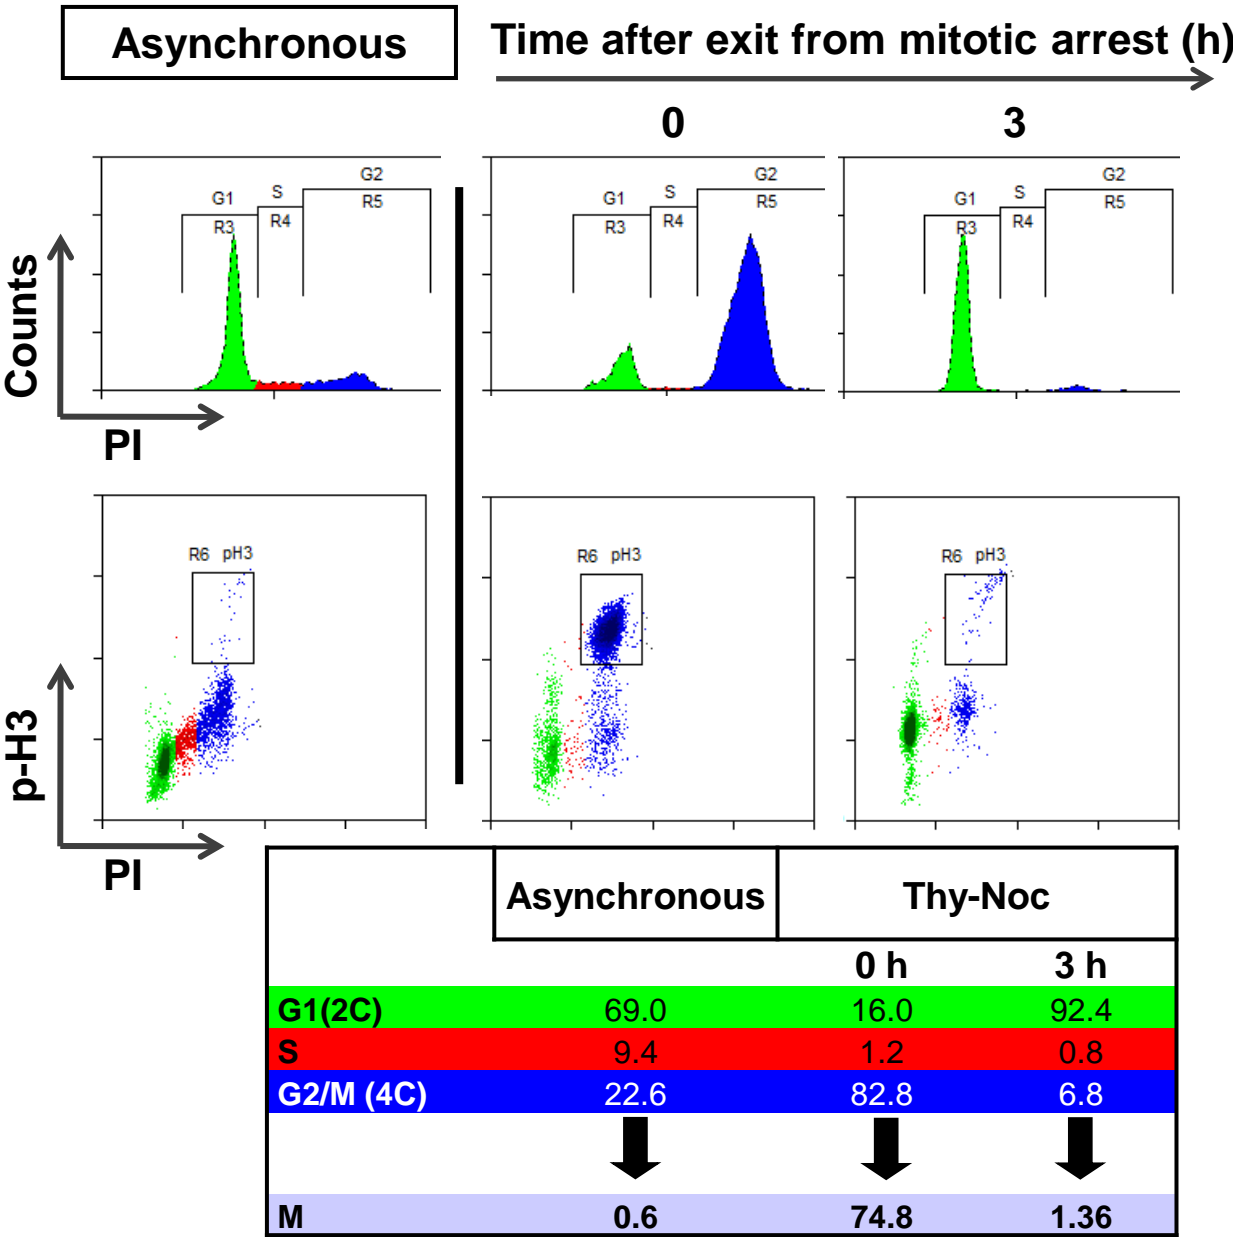 Asynchronous
Time after exit from mitotic arrest (h)
0 3
G1 S G2
R3 R4 R5
G1 S G2
R3 R4 R5
G1 S G2
R3 R4 R5
Counts
PI
R6 pH3
R6 pH3
R6 pH3
p-H3
PI
Asynchronous Thy-Noc
0 h 3 h
G1(2C) 69.0 16.0 92.4
S 9.4 1.2 0.8
G2/M (4C) 22.6 82.8 6.8
M 0.6 74.8 1.36